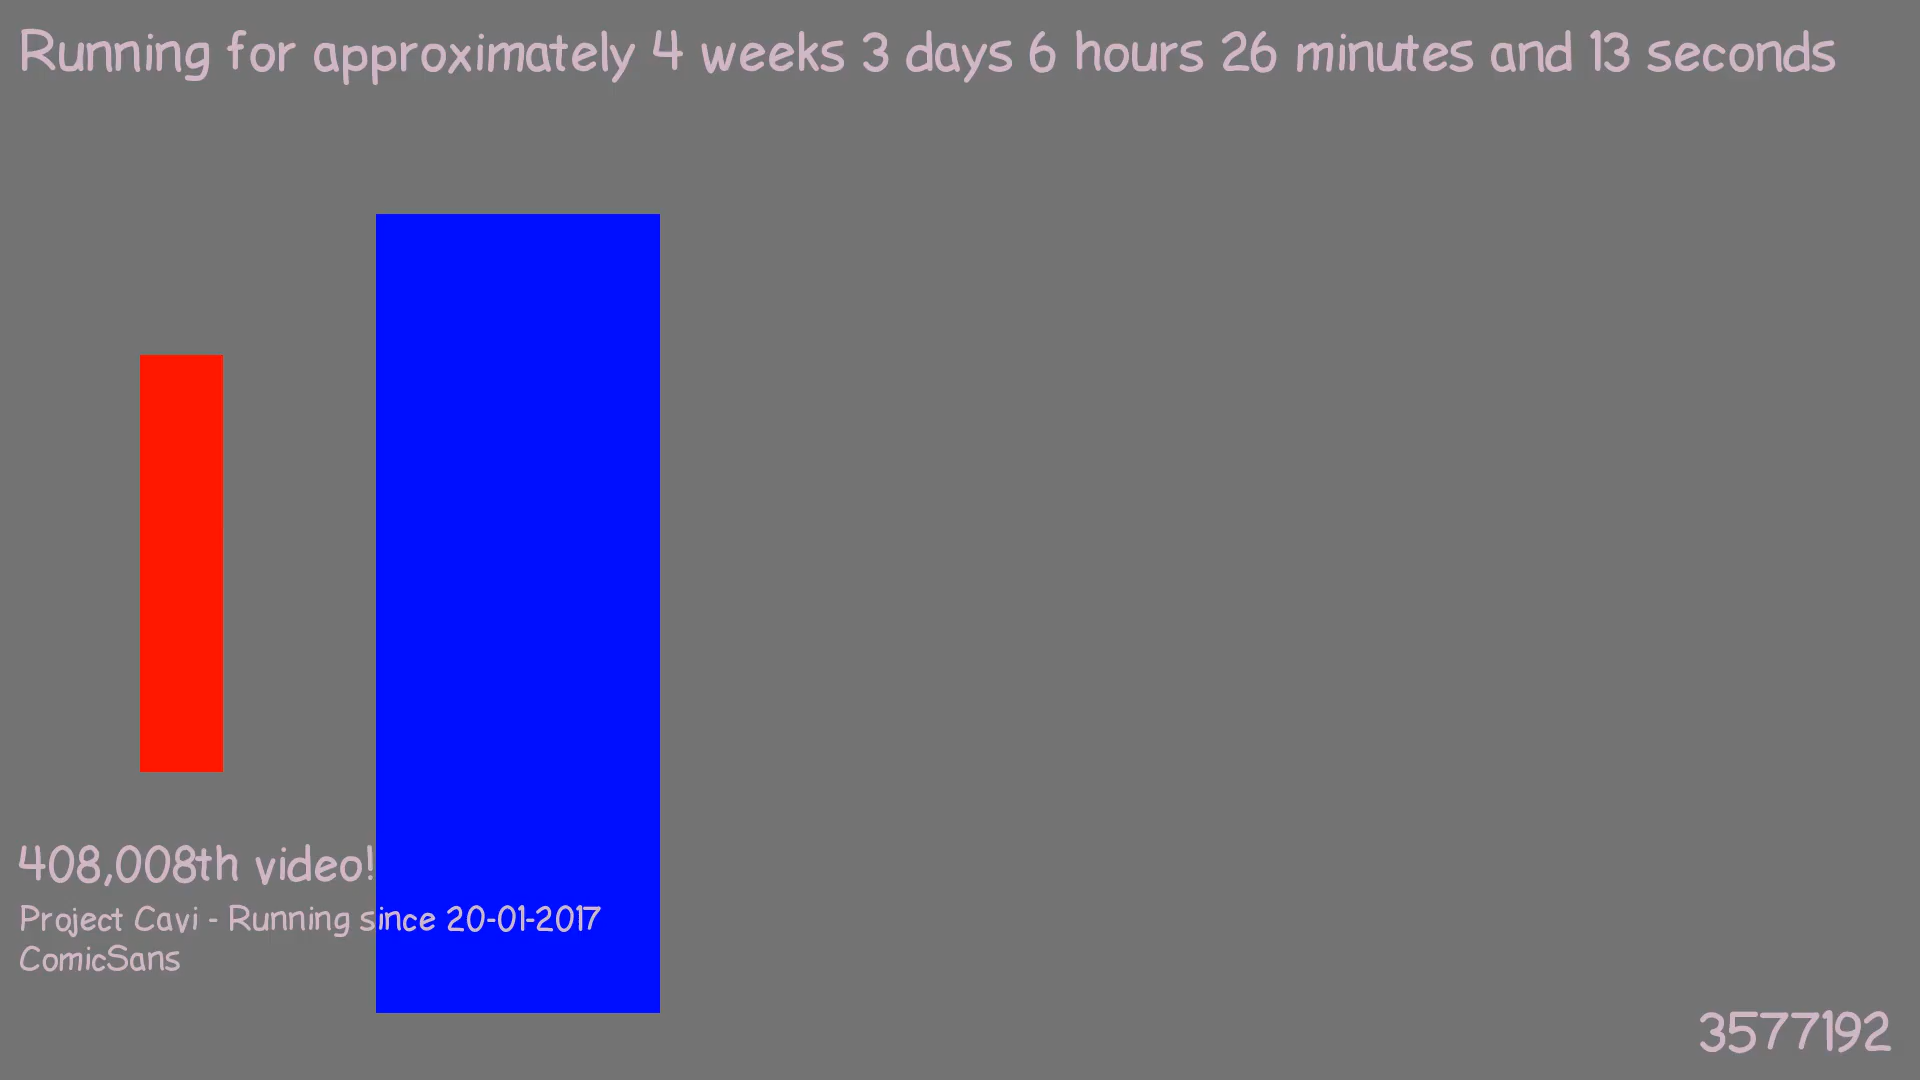 Running for approximately 4 weeks 3 days 6 hours 26 minutes and 13 seconds
408,008th video!
Project Cavi - Running since 20-01-2017
ComicSans
3577192